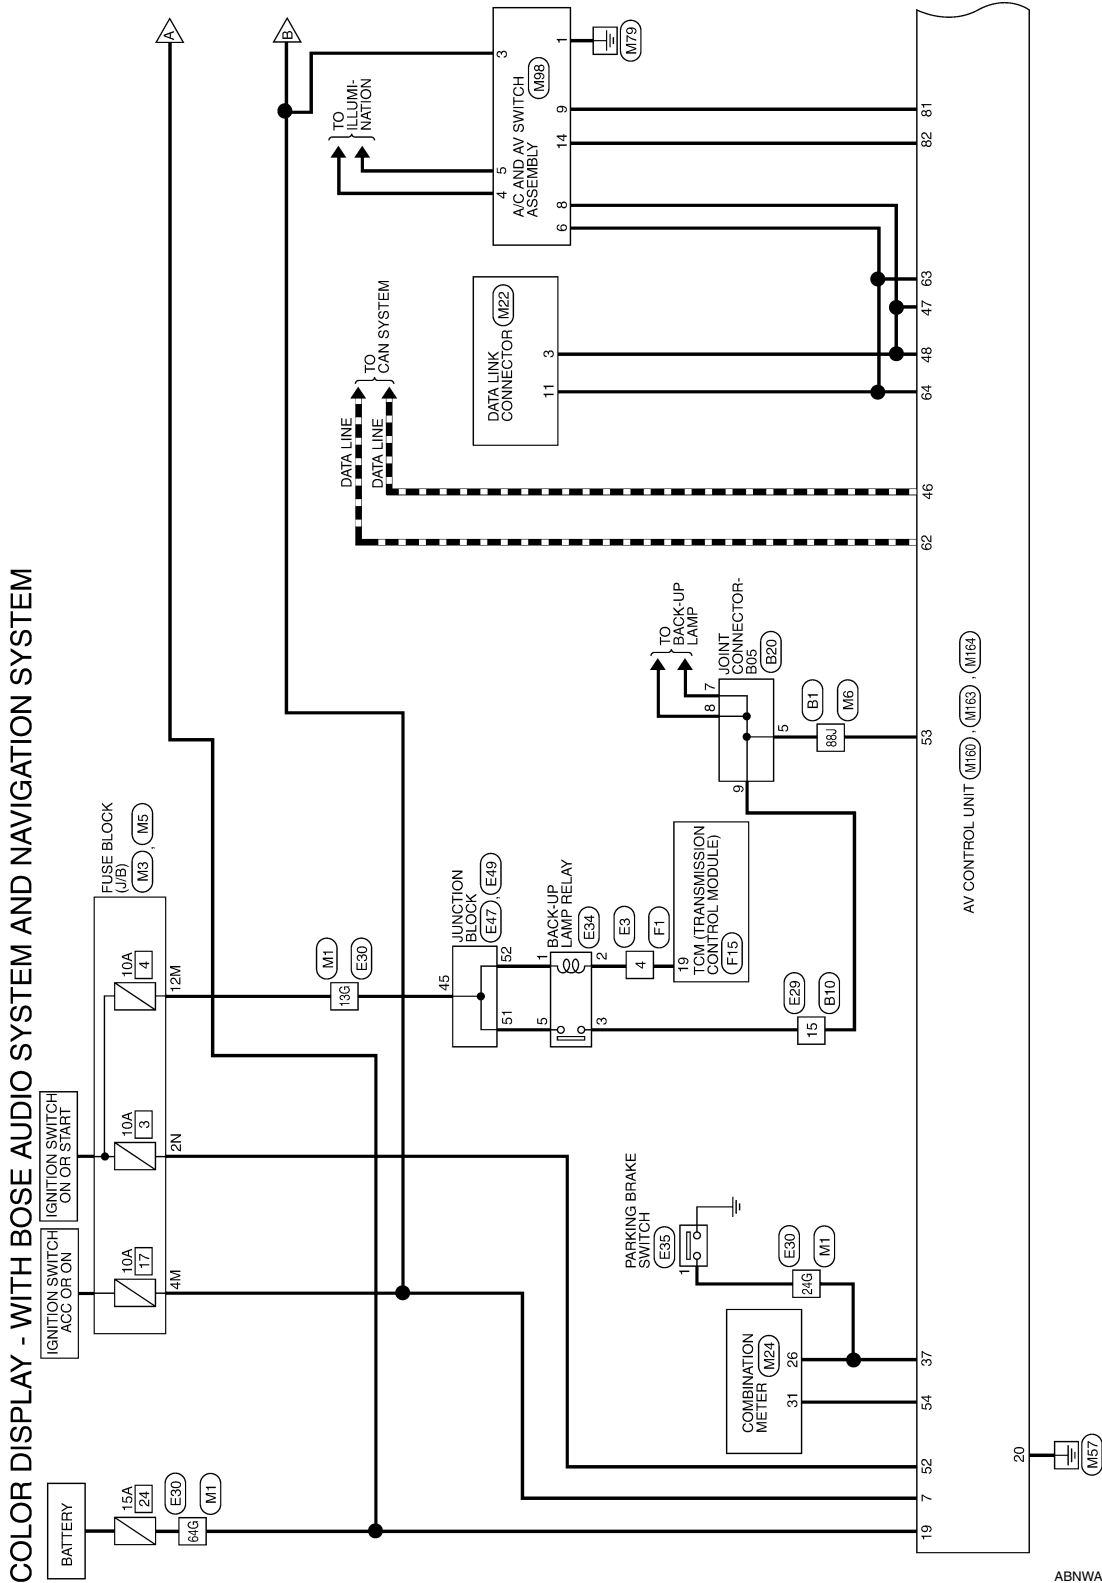 COLOR DISPLAY - WITH BOSE AUDIO SYSTEM AND NAVIGATION SYSTEM
BATTERY
15A
24
E30
M1
64G
IGNITION SWITCH
ACC OR ON
IGNITION SWITCH
ON OR START
10A
17
4M
10A
3
2N
10A
4
12M
FUSE BLOCK
(J/B)
M3 , M5
A
B
13G
M1
E30
45
JUNCTION
BLOCK
E47 , E49
51
52
5
1
BACK-UP
LAMP RELAY
E34
3
2
4
E3
F1
19
TCM (TRANSMISSION
CONTROL MODULE)
F15
15
E29
B10
TO
BACK-UP
LAMP
JOINT
CONNECTOR-
B05
B20
8
7
9
5
88J
B1
M6
PARKING BRAKE
SWITCH
E35
1
24G
E30
M1
COMBINATION
METER
M24
31
26
DATA LINE
DATA LINE
TO
CAN SYSTEM
DATA LINK
CONNECTOR
M22
11
3
TO
ILLUMI-
NATION
4
5
3
A/C AND AV SWITCH
ASSEMBLY
M98
6
8
14
9
1
M79
19
7
52
54
37
53
62
46
64
48
47
63
82
81
20
M57
AV CONTROL UNIT M160 , M163 , M164
ABNWA